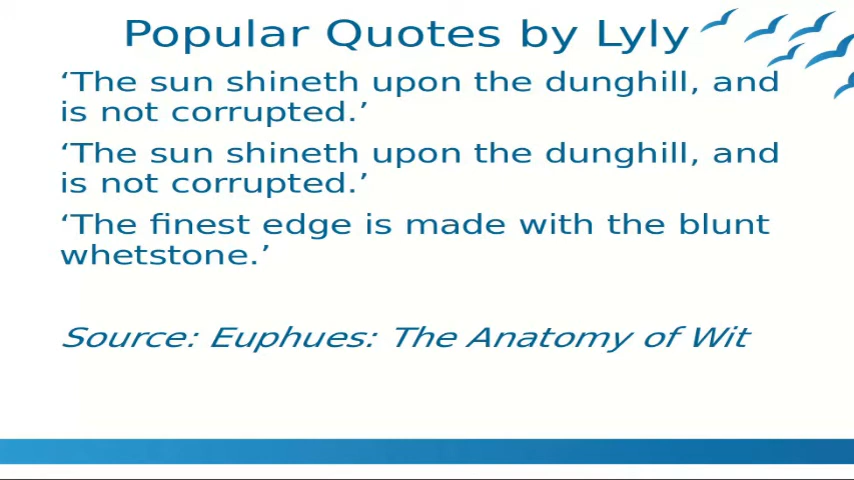 Popular Quotes by Lyly
‘The sun shineth upon the dunghill, and
is not corrupted.’
‘The sun shineth upon the dunghill, and
is not corrupted.’
‘The finest edge is made with the blunt
whetstone.’
Source: Euphues: The Anatomy of Wit